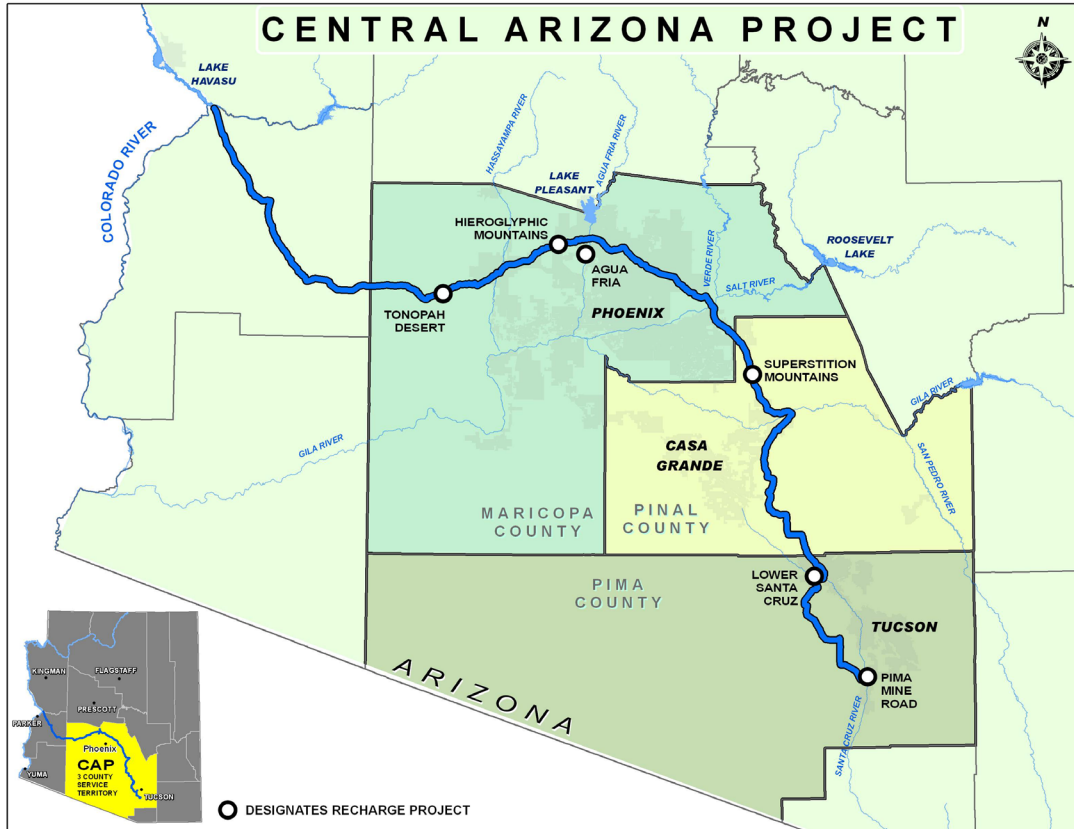 CENTRAL ARIZONA PROJECT
N
LAKE
HAVASU
COLORADO RIVER
HASSAYAMPA RIVER
AGUA FRIA RIVER
LAKE
PLEASANT
HIEROGLYPHIC
MOUNTAINS
AGUA
FRIA
VERDE RIVER
ROOSEVELT
LAKE
SALT RIVER
TONOPAH
DESERT
PHOENIX
SUPERSTITION
MOUNTAINS
GILA RIVER
GILA RIVER
CASA
GRANDE
SAN PEDRO RIVER
MARICOPA
COUNTY
PINAL
COUNTY
LOWER
SANTA
CRUZ
PIMA
COUNTY
TUCSON
PIMA
MINE
ROAD
SANTA CRUZ RIVER
ARIZONA
KINGMAN
FLAGSTAFF
PRESCOTT
PARKER
Phoenix
CAP
3 COUNTY
SERVICE
TERRITORY
YUMA
TUCSON
DESIGNATES RECHARGE PROJECT